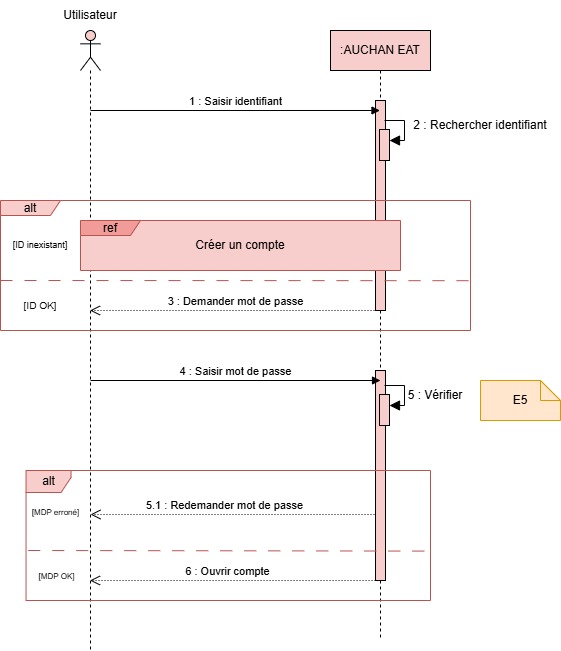 Utilisateur
:AUCHAN EAT
1 : Saisir identifiant
2 : Rechercher identifiant
alt
ref
[ID inexistant]
Créer un compte
[ID OK]
3 : Demander mot de passe
4 : Saisir mot de passe
5 : Vérifier
E5
alt
5.1 : Redemander mot de passe
[MDP erroné]
6 : Ouvrir compte
[MDP OK]